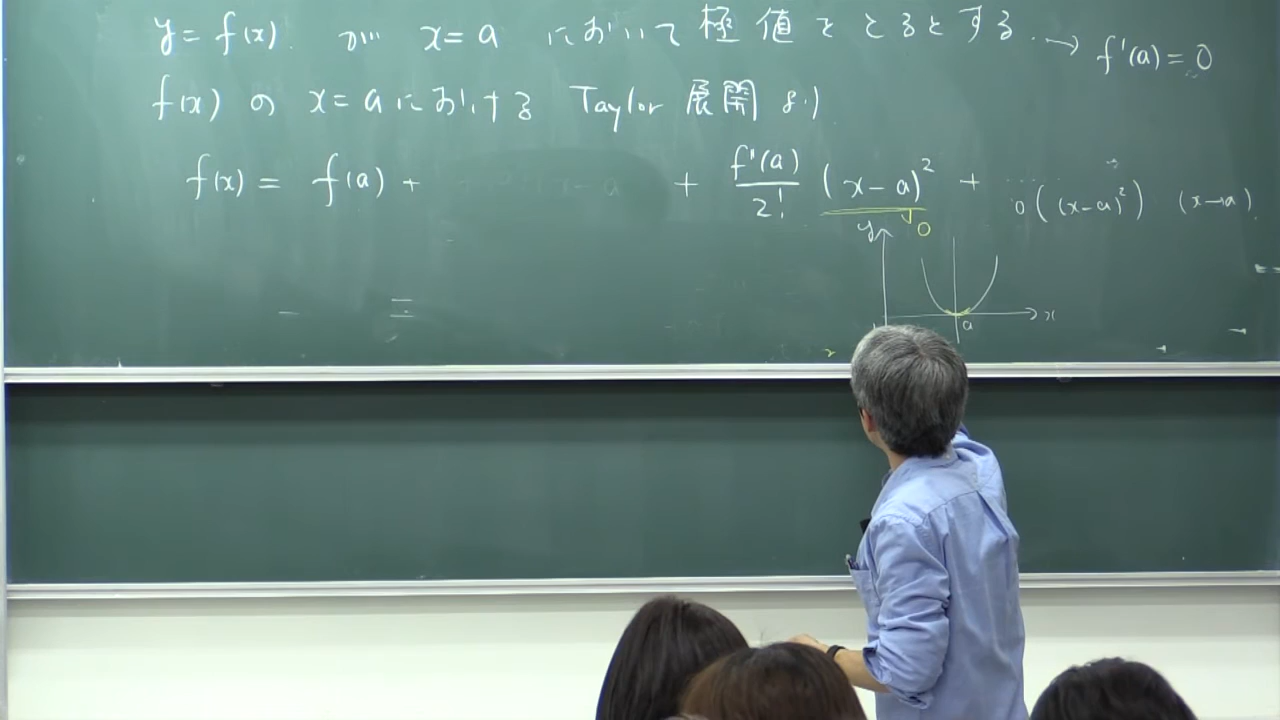 y = f(x) が x = a において極値をとるとする. → f'(a) = 0
f(x) の x = a における Taylor 展開より
f(x) = f(a) + + f''(a)/2! (x-a)² + o((x-a)²) (x→a)
0
y
x
a